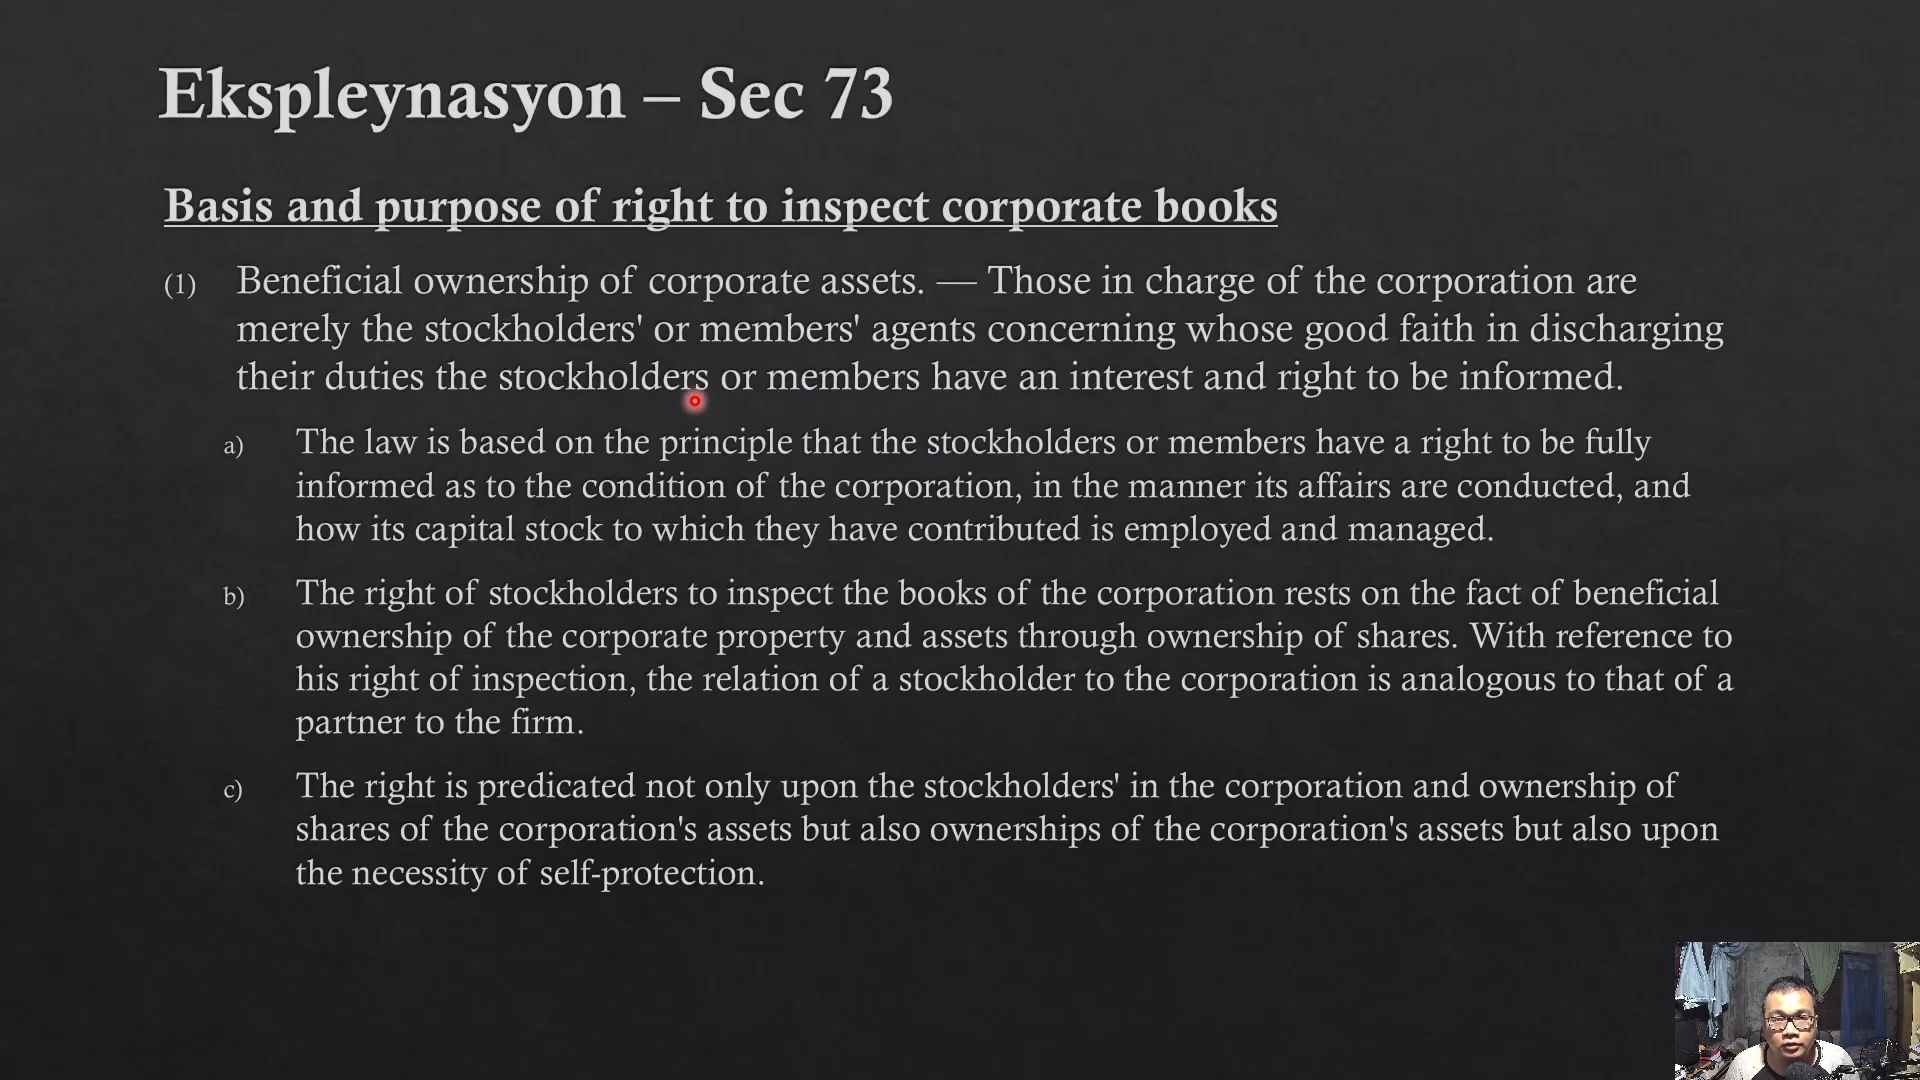 Ekspleynasyon – Sec 73
Basis and purpose of right to inspect corporate books
(1) Beneficial ownership of corporate assets. — Those in charge of the corporation are
merely the stockholders' or members' agents concerning whose good faith in discharging
their duties the stockholders or members have an interest and right to be informed.
a) The law is based on the principle that the stockholders or members have a right to be fully
informed as to the condition of the corporation, in the manner its affairs are conducted, and
how its capital stock to which they have contributed is employed and managed.
b) The right of stockholders to inspect the books of the corporation rests on the fact of beneficial
ownership of the corporate property and assets through ownership of shares. With reference to
his right of inspection, the relation of a stockholder to the corporation is analogous to that of a
partner to the firm.
c) The right is predicated not only upon the stockholders' in the corporation and ownership of
shares of the corporation's assets but also ownerships of the corporation's assets but also upon
the necessity of self-protection.